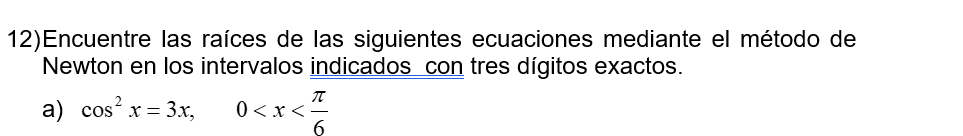 12)Encuentre las raíces de las siguientes ecuaciones mediante el método de
Newton en los intervalos indicados con tres dígitos exactos.
a) cos² x = 3x, 0 < x < π/6